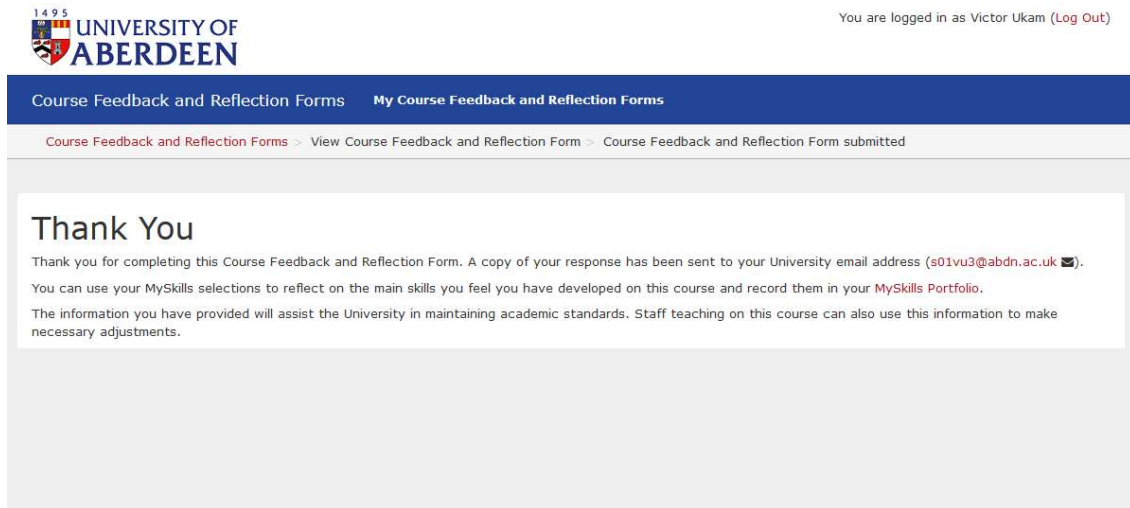 1495
UNIVERSITY OF
ABERDEEN
You are logged in as Victor Ukam (Log Out)
Course Feedback and Reflection Forms My Course Feedback and Reflection Forms
Course Feedback and Reflection Forms > View Course Feedback and Reflection Form > Course Feedback and Reflection Form submitted
Thank You
Thank you for completing this Course Feedback and Reflection Form. A copy of your response has been sent to your University email address (s01vu3@abdn.ac.uk).
You can use your MySkills selections to reflect on the main skills you feel you have developed on this course and record them in your MySkills Portfolio.
The information you have provided will assist the University in maintaining academic standards. Staff teaching on this course can also use this information to make
necessary adjustments.